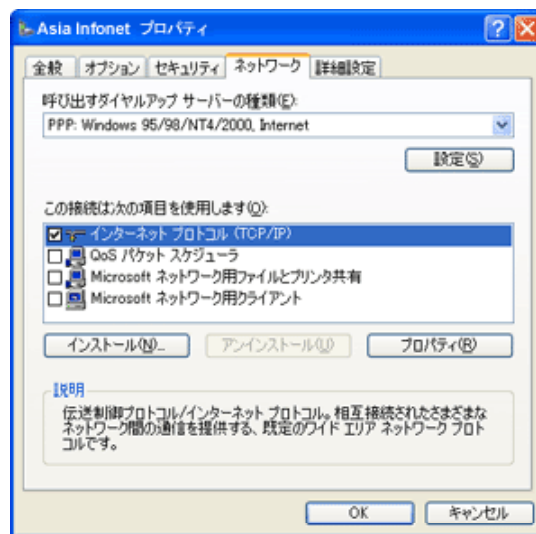 Asia Infonet プロパティ
全般 オプション セキュリティ ネットワーク 詳細設定
呼び出すダイヤルアップ サーバーの種類(E):
PPP: Windows 95/98/NT4/2000, Internet
設定(S)
この接続は次の項目を使用します(O):
インターネット プロトコル (TCP/IP)
QoS パケット スケジューラ
Microsoft ネットワーク用ファイルとプリンタ共有
Microsoft ネットワーク用クライアント
インストール(N)... アンインストール(U) プロパティ(R)
説明
伝送制御プロトコル/インターネット プロトコル。相互接続されたさまざまな
ネットワーク間の通信を提供する、既定のワイド エリア ネットワーク プロト
コルです。
OK キャンセル